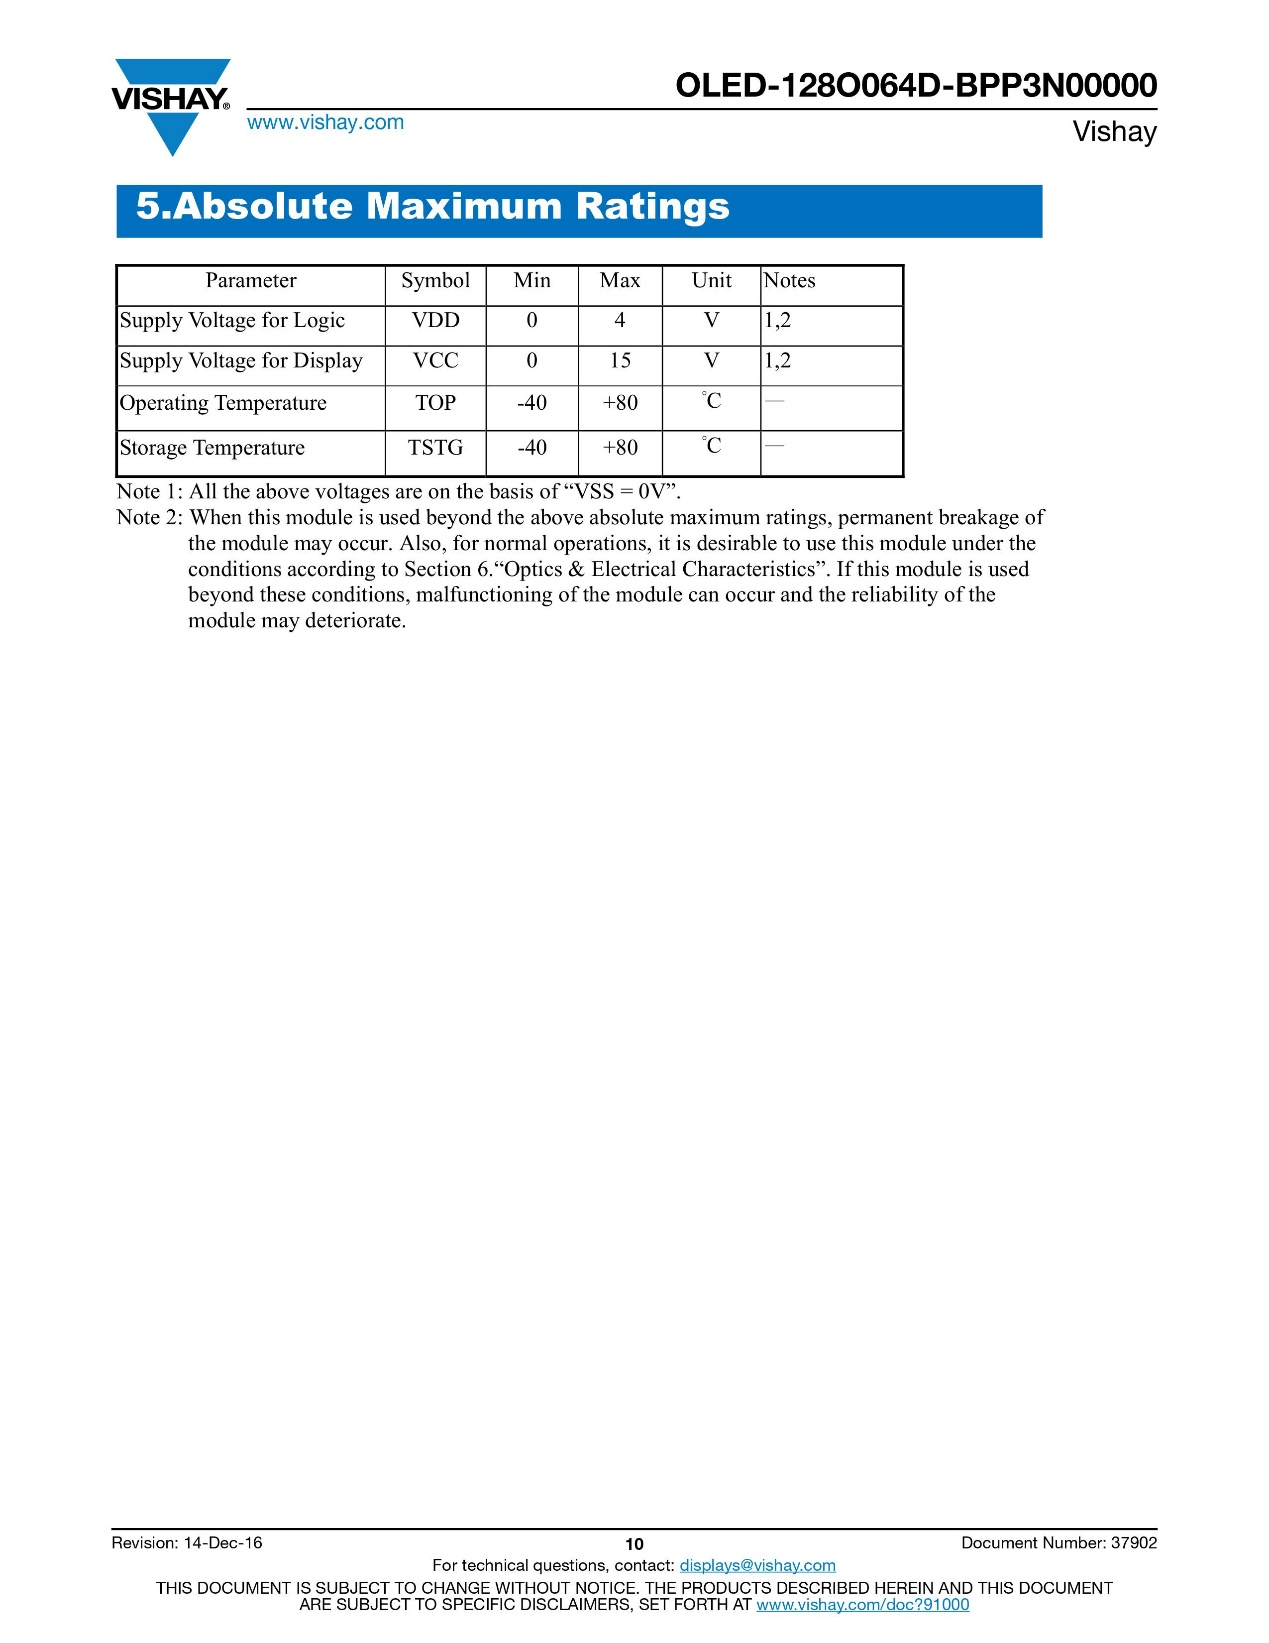 VISHAY®
OLED-128O064D-BPP3N00000
www.vishay.com
Vishay
5.Absolute Maximum Ratings
Parameter Symbol Min Max Unit Notes
Supply Voltage for Logic VDD 0 4 V 1,2
Supply Voltage for Display VCC 0 15 V 1,2
Operating Temperature TOP -40 +80 °C —
Storage Temperature TSTG -40 +80 °C —
Note 1: All the above voltages are on the basis of “VSS = 0V”.
Note 2: When this module is used beyond the above absolute maximum ratings, permanent breakage of
the module may occur. Also, for normal operations, it is desirable to use this module under the
conditions according to Section 6.“Optics & Electrical Characteristics”. If this module is used
beyond these conditions, malfunctioning of the module can occur and the reliability of the
module may deteriorate.
Revision: 14-Dec-16 10 Document Number: 37902
For technical questions, contact: displays@vishay.com
THIS DOCUMENT IS SUBJECT TO CHANGE WITHOUT NOTICE. THE PRODUCTS DESCRIBED HEREIN AND THIS DOCUMENT
ARE SUBJECT TO SPECIFIC DISCLAIMERS, SET FORTH AT www.vishay.com/doc?91000